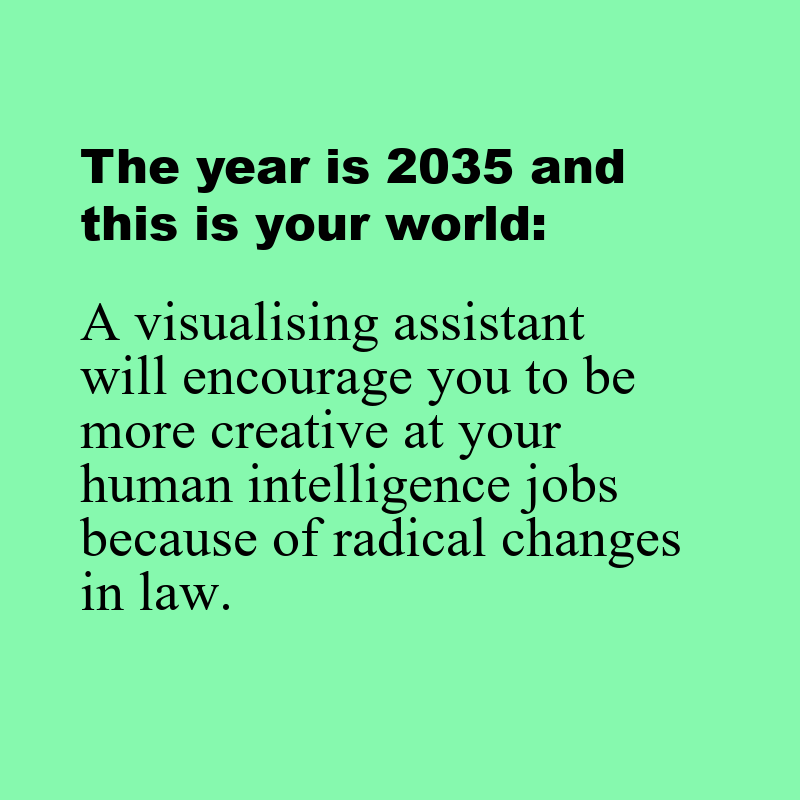 The year is 2035 and
this is your world:
A visualising assistant
will encourage you to be
more creative at your
human intelligence jobs
because of radical changes
in law.